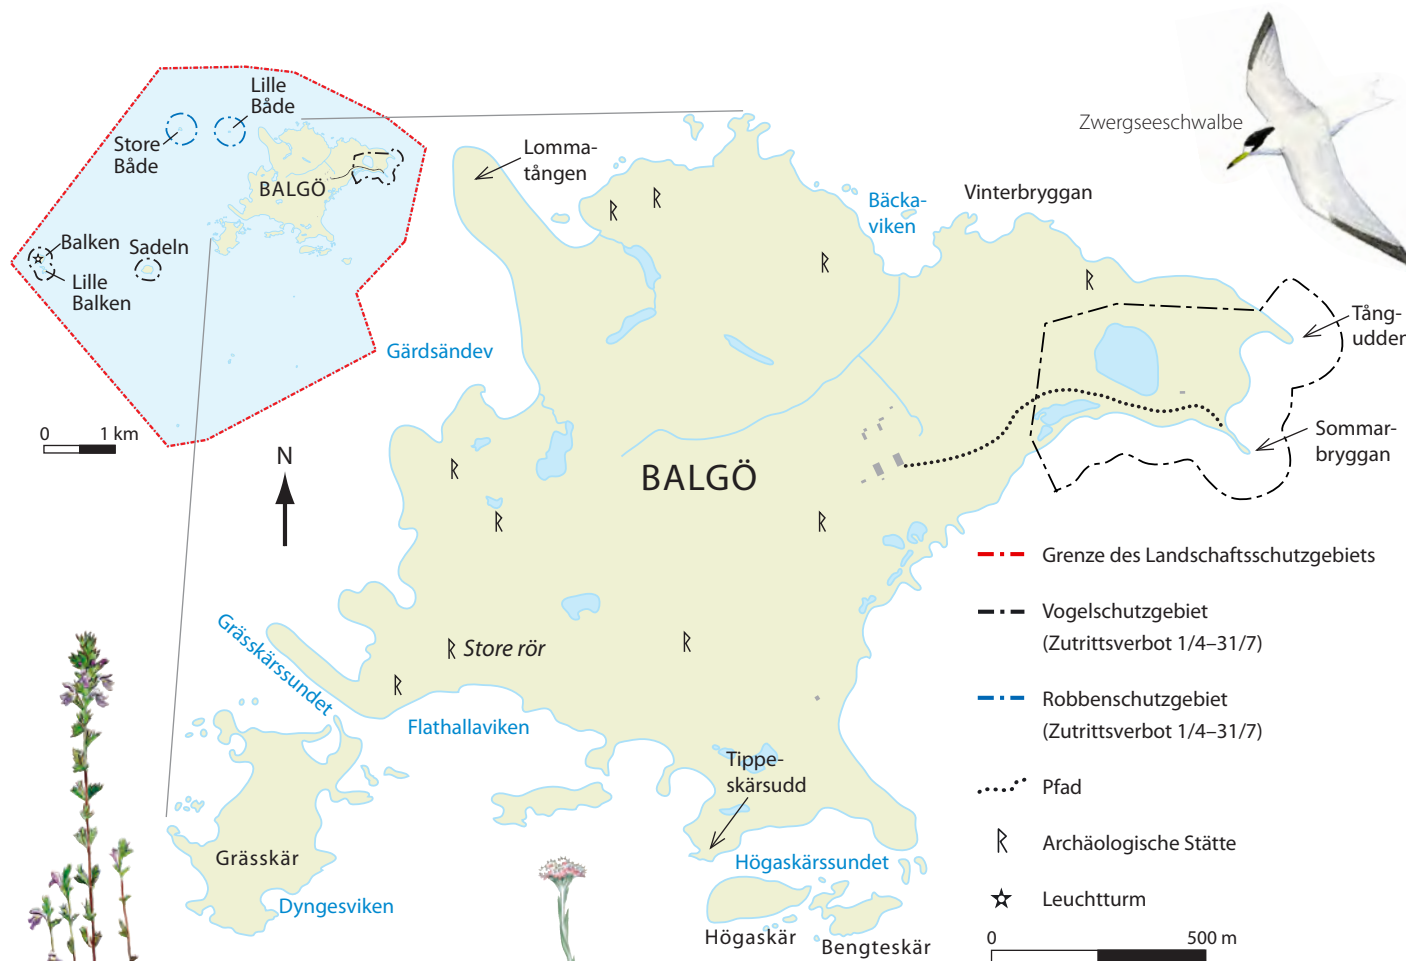 Lille
Både
Store
Både
BALGÖ
Balken
Sadeln
Lille
Balken
0 1 km
N
Zwergseeschwalbe
Lomma-
tången
Bäcka-
viken
Vinterbryggan
Tång-
udden
Gärdsändev
Sommar-
bryggan
BALGÖ
Grässkärssundet
Store rör
Flathallaviken
Tippe-
skärsudd
Grässkär
Dyngesviken
Högaskärssundet
Högaskär
Bengteskär
Grenze des Landschaftsschutzgebiets
Vogelschutzgebiet
(Zutrittsverbot 1/4–31/7)
Robbenschutzgebiet
(Zutrittsverbot 1/4–31/7)
Pfad
Archäologische Stätte
Leuchtturm
0 500 m